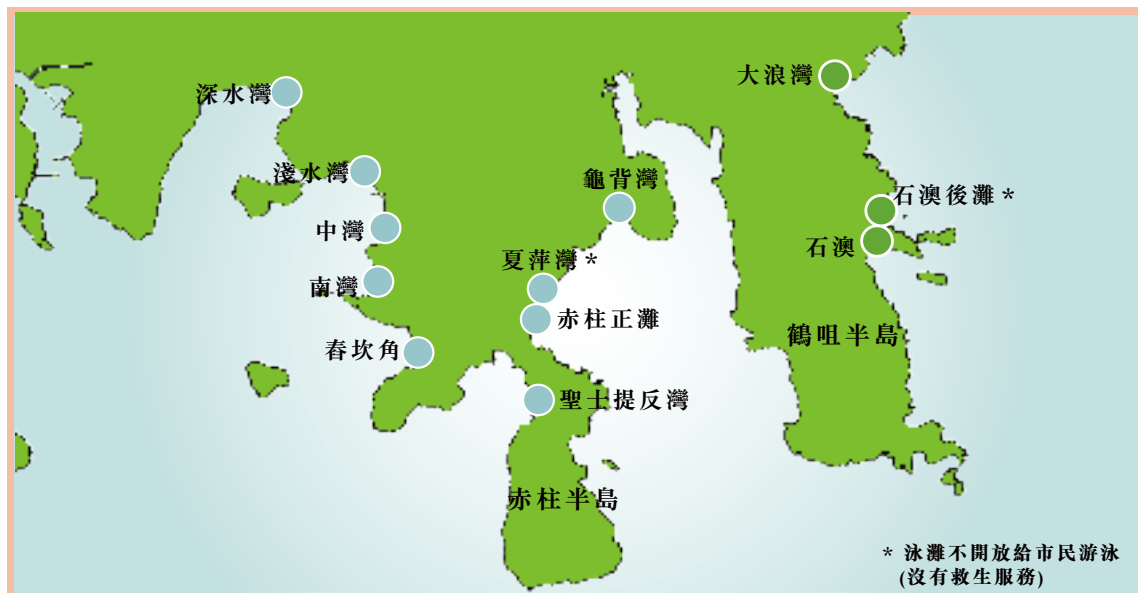 大浪灣
深水灣
淺水灣
龜背灣
石澳後灘*
中灣
石澳
夏萍灣*
南灣
赤柱正灘
鶴咀半島
舂坎角
聖士提反灣
赤柱半島
* 泳灘不開放給市民游泳
(沒有救生服務)